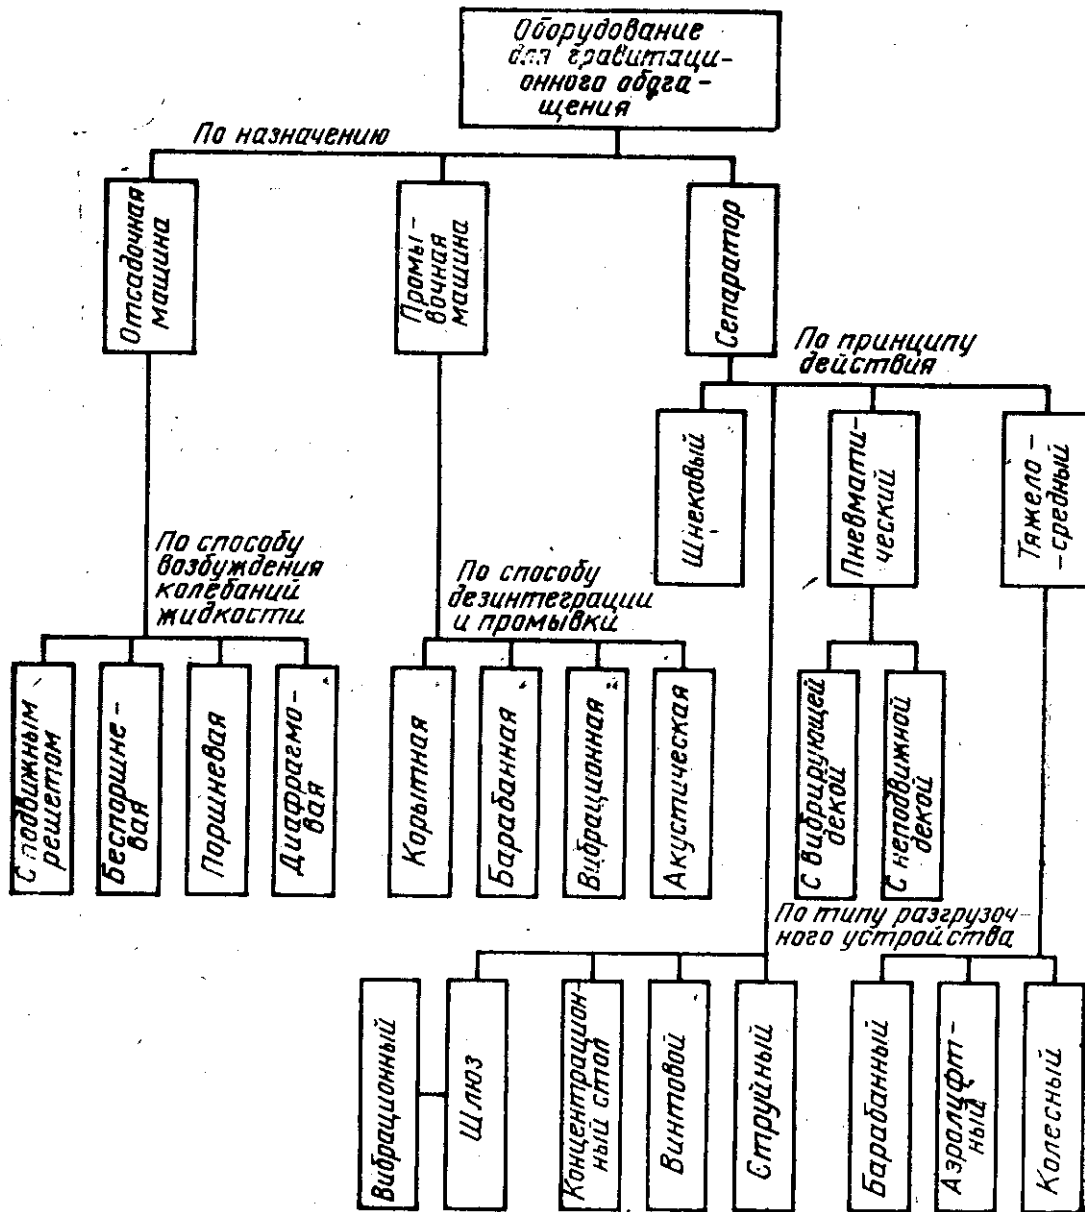 Оборудование
для гравитаци-
онного обога-
щения
По назначению
Отсадочная
машина
Промы-
вочная
машина
Сепаратор
По принципу
действия
Шнековый
Пневмати-
ческий
Тяжело-
-средный
По способу
возбуждения
колебаний
жидкости
По способу
дезинтеграции
и промывки
С подвижным
решетом
Беспоршне-
вая
Поршневая
Диафрагмо-
вая
Корытная
Барабанная
Вибрационная
Акустическая
С вибрирующей
декой
С неподвижной
декой
По типу разгрузоч-
ного устройства
Вибрационный
Шлюз
Концентрацион-
ный стол
Винтовой
Струйный
Барабанный
Аэролифт-
ный
Колесный